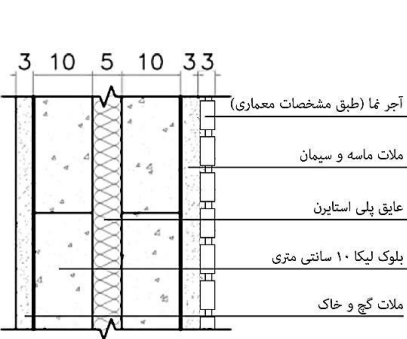 3 10 5 10 3 3
آجر نما (طبق مشخصات معماری)
ملات ماسه و سیمان
عایق پلی استایرن
بلوک لیکا ۱۰ سانتی متری
ملات گچ و خاک